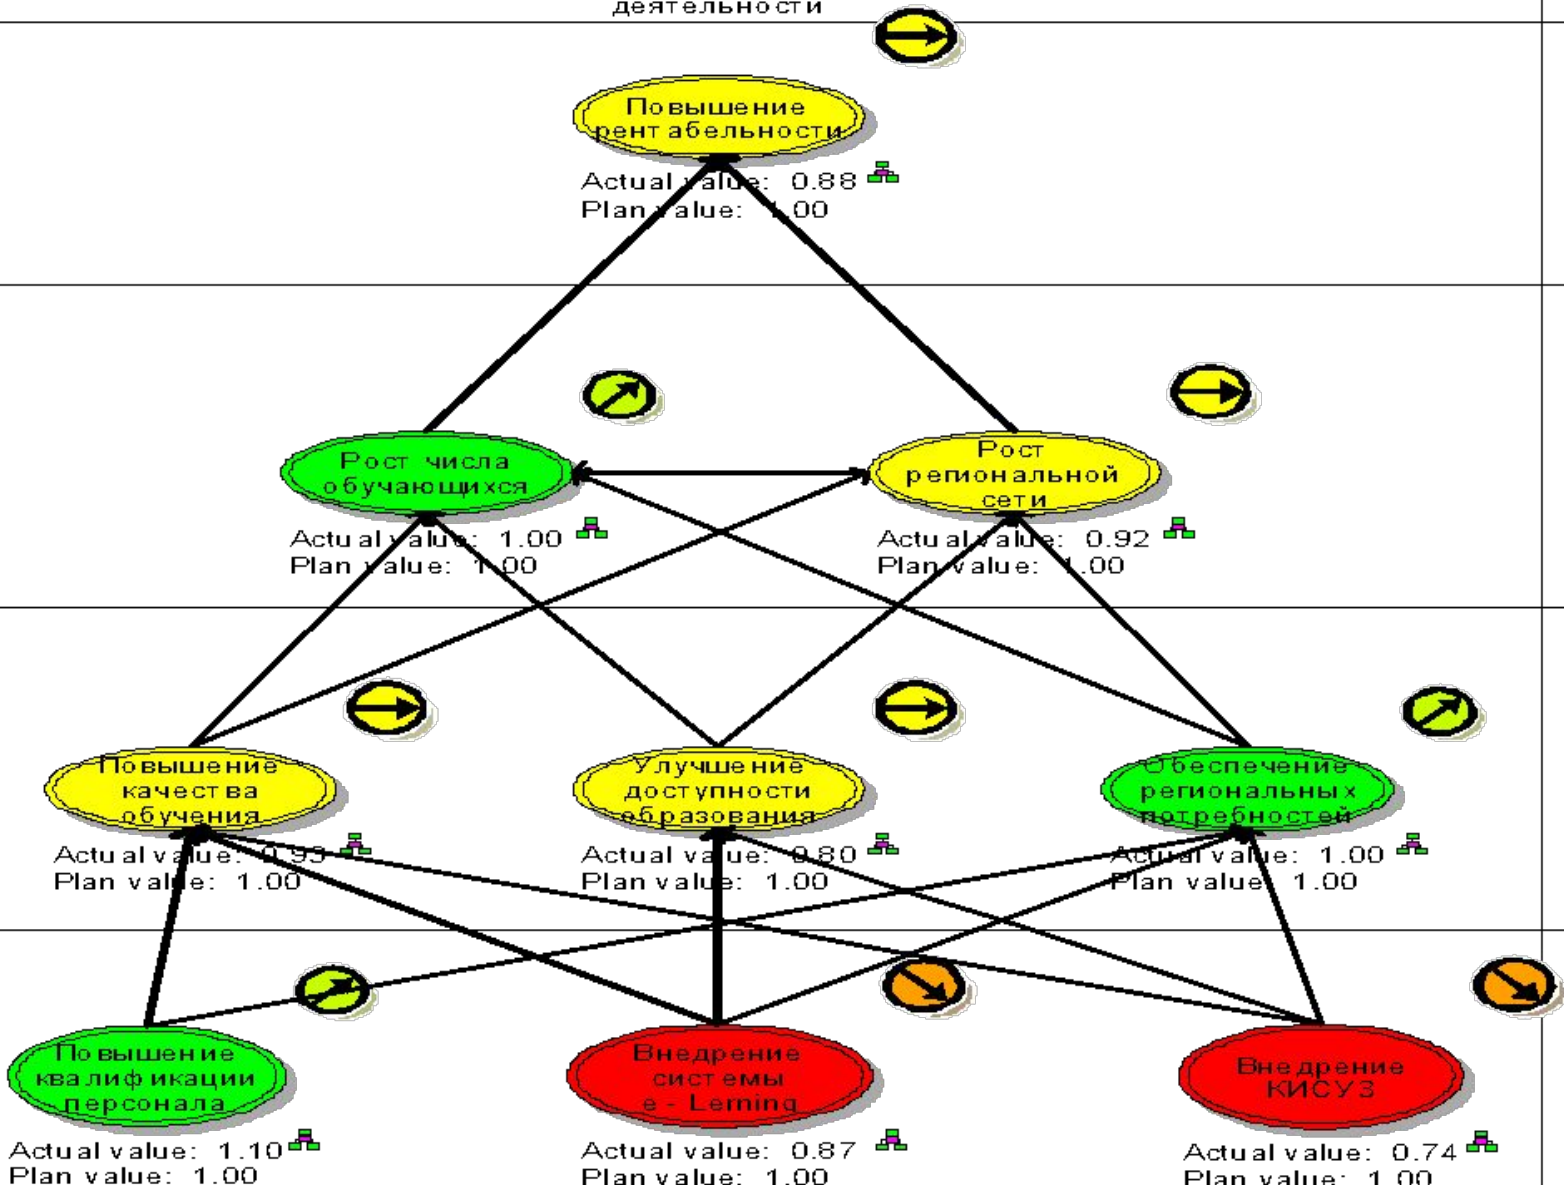 деятельности
Повышение
рентабельности
Actual value: 0.88
Plan value: 1.00
Рост числа
обучающихся
Actual value: 1.00
Plan value: 1.00
Рост
региональной
сети
Actual value: 0.92
Plan value: 1.00
Повышение
качества
обучения
Actual value: 0.93
Plan value: 1.00
Улучшение
доступности
образования
Actual value: 0.80
Plan value: 1.00
Обеспечение
региональных
потребностей
Actual value: 1.00
Plan value: 1.00
Повышение
квалификации
персонала
Actual value: 1.10
Plan value: 1.00
Внедрение
системы
e - Lerning
Actual value: 0.87
Plan value: 1.00
Внедрение
КИСУЗ
Actual value: 0.74
Plan value: 1.00